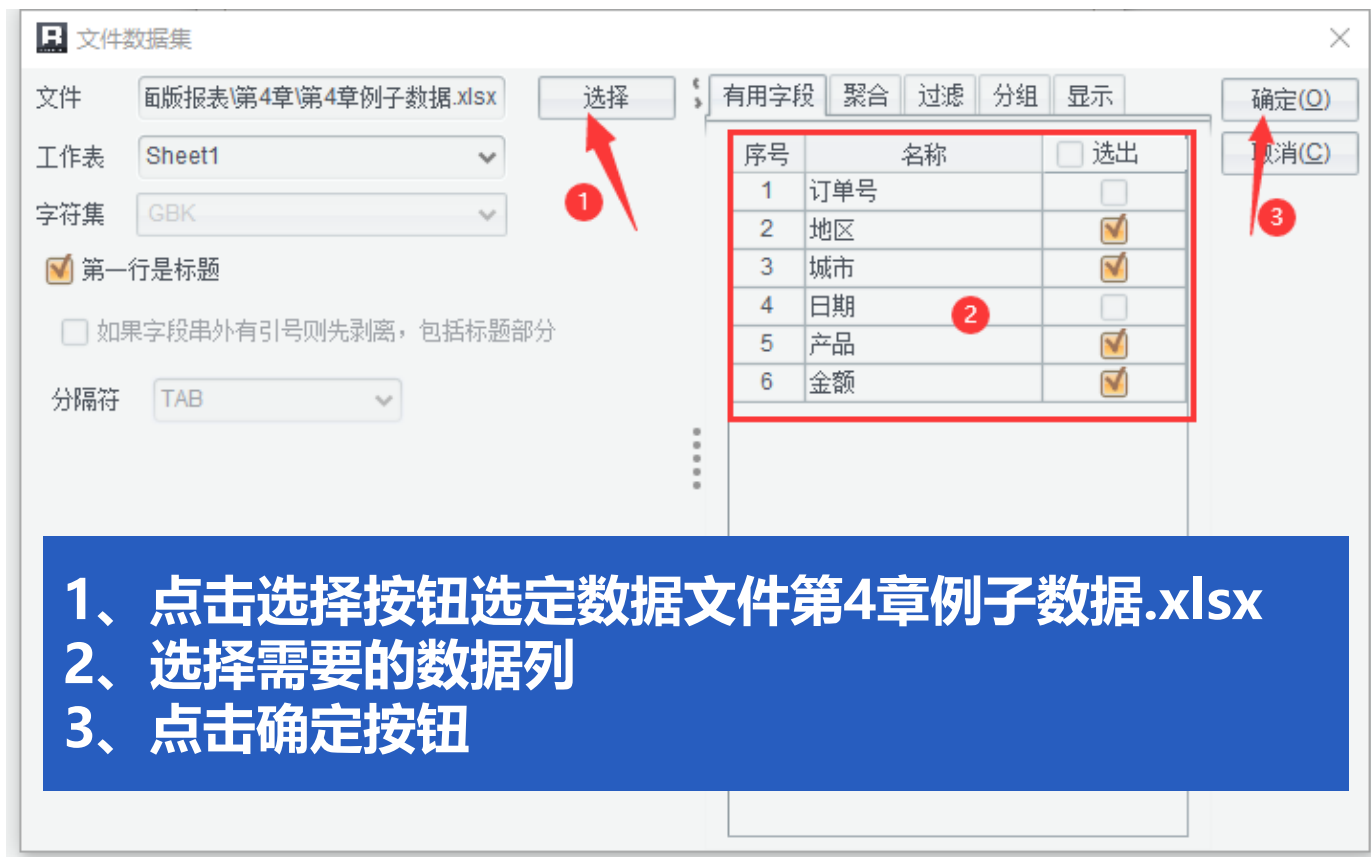 文件数据集
文件 面版报表\第4章\第4章例子数据.xlsx 选择
工作表 Sheet1
字符集 GBK
第一行是标题
如果字段串外有引号则先剥离，包括标题部分
分隔符 TAB
1
有用字段 聚合 过滤 分组 显示
序号 名称 选出
1 订单号
2 地区
3 城市
4 日期
5 产品
6 金额
2
确定(O)
取消(C)
3
1、点击选择按钮选定数据文件第4章例子数据.xlsx
2、选择需要的数据列
3、点击确定按钮